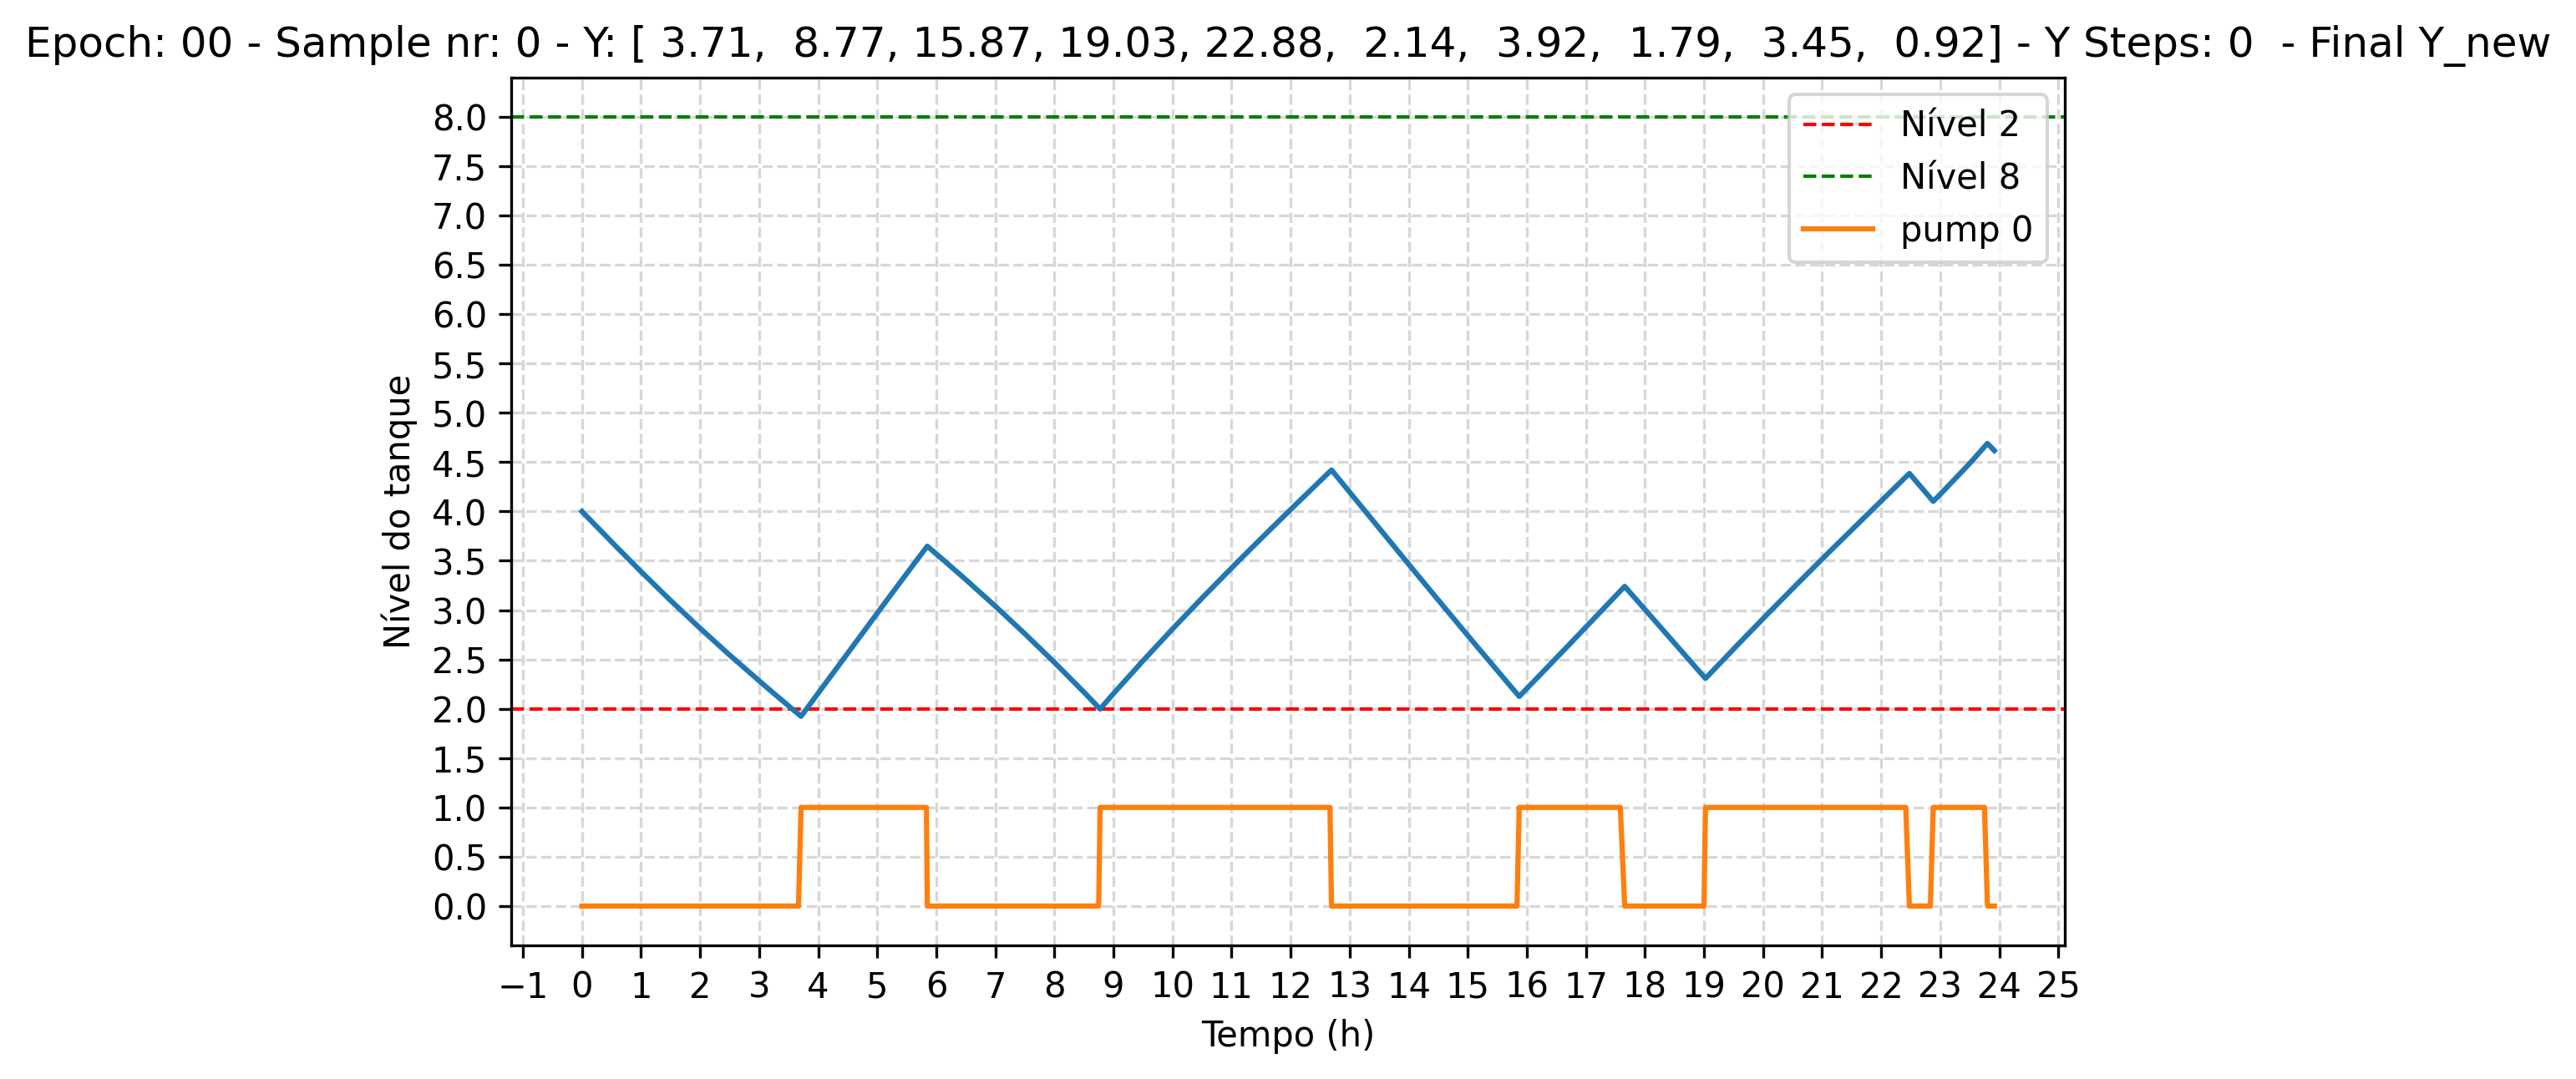 Epoch: 00 - Sample nr: 0 - Y: [ 3.71,  8.77, 15.87, 19.03, 22.88,  2.14,  3.92,  1.79,  3.45,  0.92] - Y Steps: 0  - Final Y_new
8.0
7.5
7.0
6.5
6.0
5.5
5.0
4.5
4.0
3.5
3.0
2.5
2.0
1.5
1.0
0.5
0.0
Nível do tanque
Nível 2
Nível 8
pump 0
−1 0 1 2 3 4 5 6 7 8 9 10 11 12 13 14 15 16 17 18 19 20 21 22 23 24 25
Tempo (h)